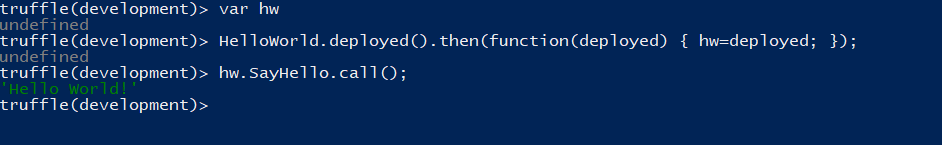 truffle(development)> var hw
undefined
truffle(development)> HelloWorld.deployed().then(function(deployed) { hw=deployed; });
undefined
truffle(development)> hw.SayHello.call();
'Hello World!'
truffle(development)>